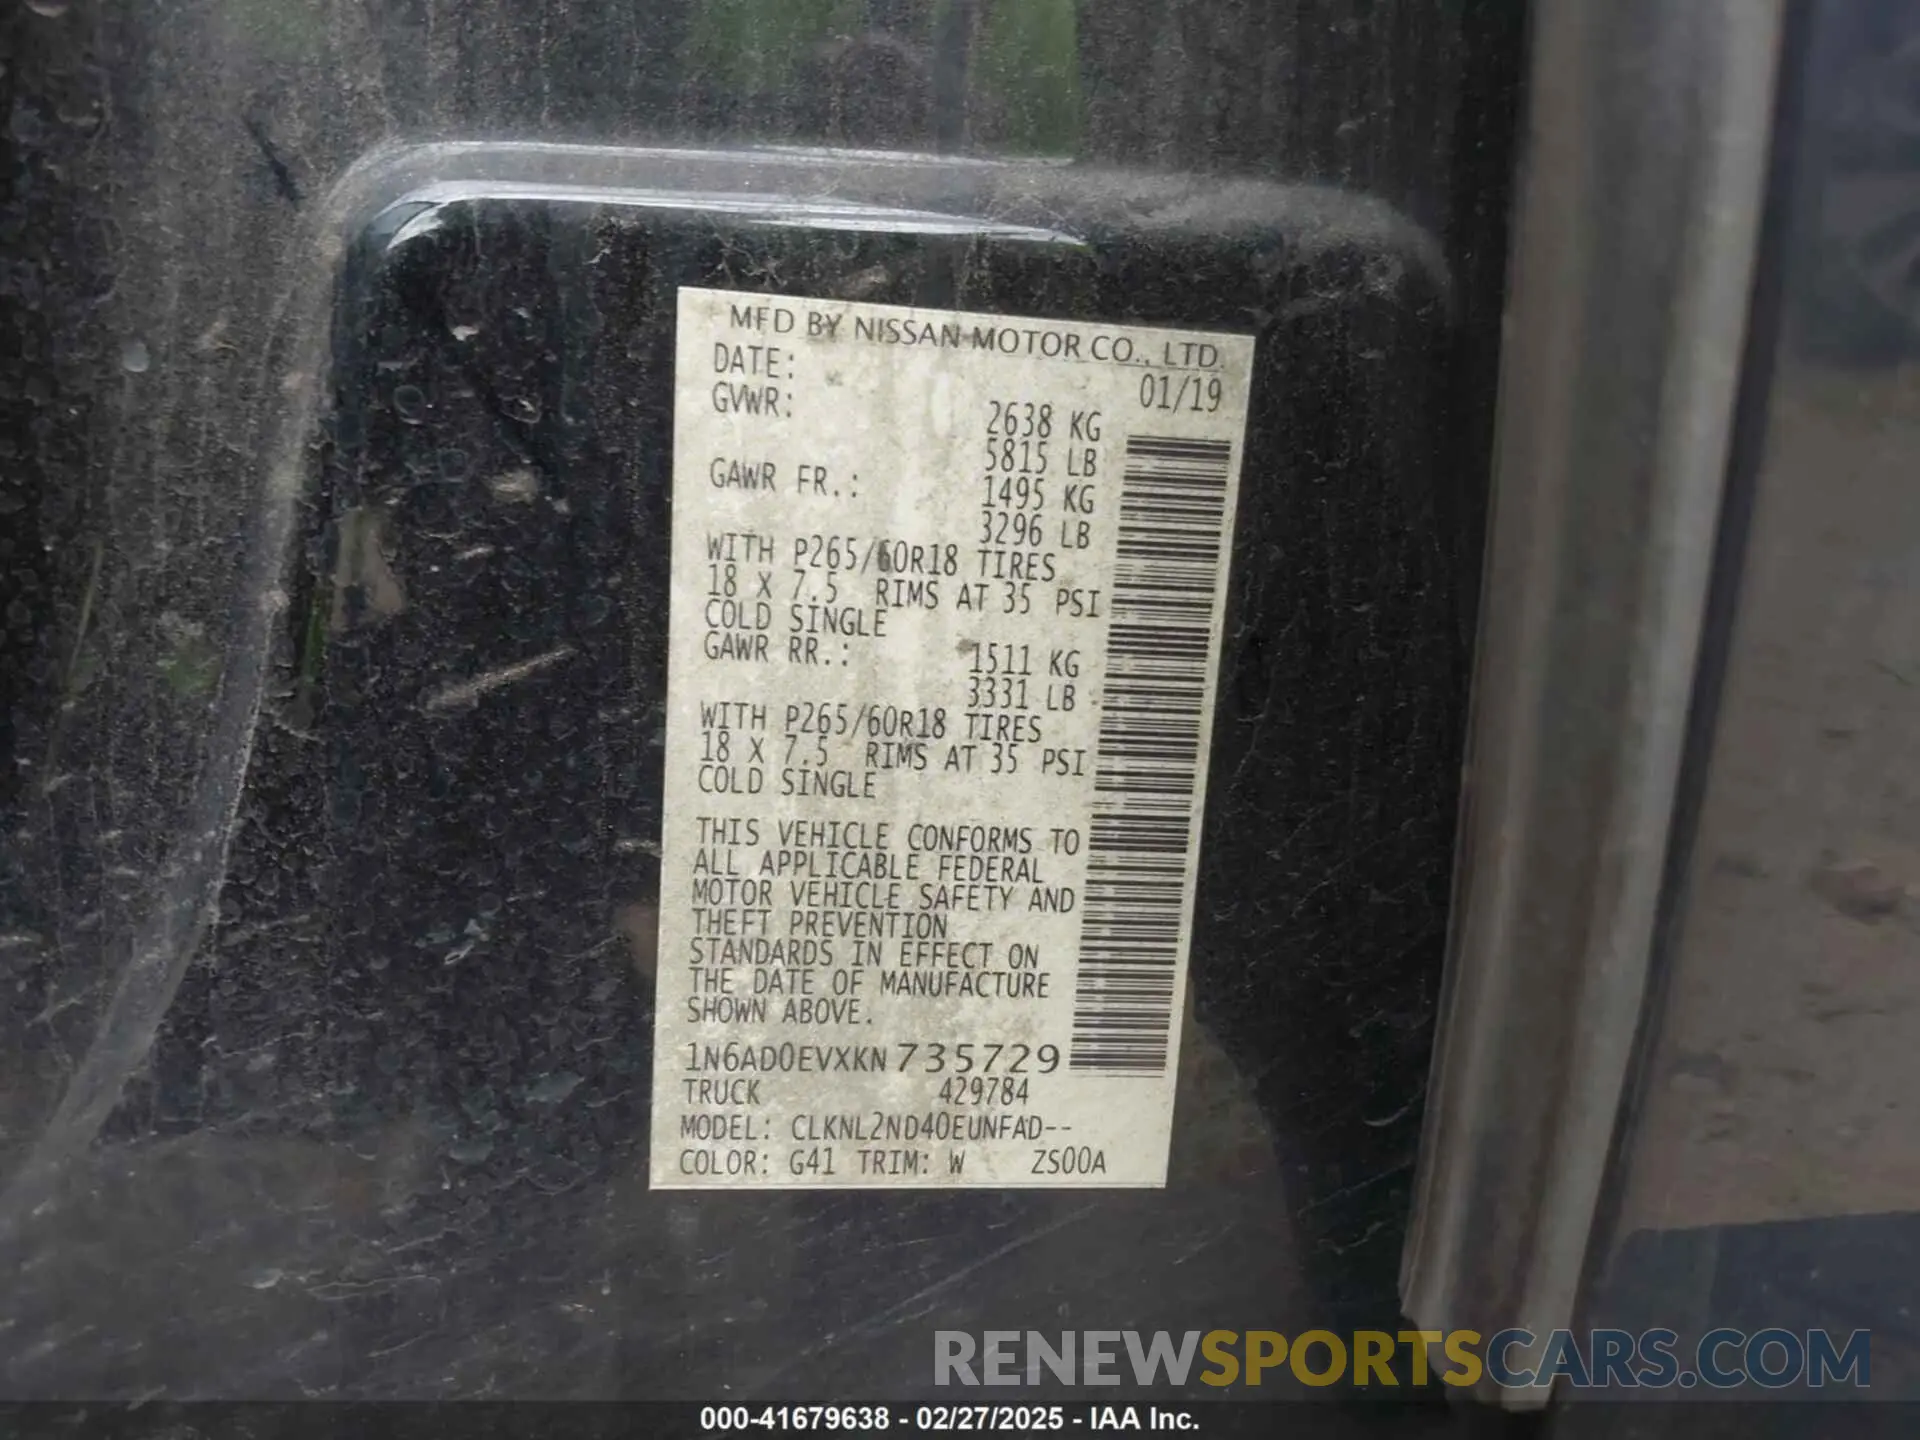 MFD BY NISSAN MOTOR CO., LTD.
DATE: 01/19
GVWR: 2638 KG
5815 LB
GAWR FR.: 1495 KG
3296 LB
WITH P265/60R18 TIRES
18 X 7.5 RIMS AT 35 PSI
COLD SINGLE
GAWR RR.: 1511 KG
3331 LB
WITH P265/60R18 TIRES
18 X 7.5 RIMS AT 35 PSI
COLD SINGLE
THIS VEHICLE CONFORMS TO
ALL APPLICABLE FEDERAL
MOTOR VEHICLE SAFETY AND
THEFT PREVENTION
STANDARDS IN EFFECT ON
THE DATE OF MANUFACTURE
SHOWN ABOVE.
1N6AD0EVXKN 735729
TRUCK 429784
MODEL: CLKNL2ND40EUNFAD--
COLOR: G41 TRIM: W ZS00A
RENEWSPORTSCARS.COM
000-41679638 - 02/27/2025 - IAA Inc.